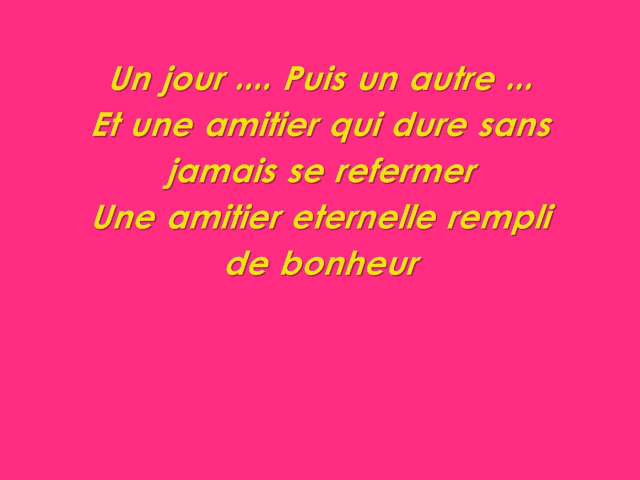 Un jour .... Puis un autre ...
Et une amitier qui dure sans
jamais se refermer
Une amitier eternelle rempli
de bonheur